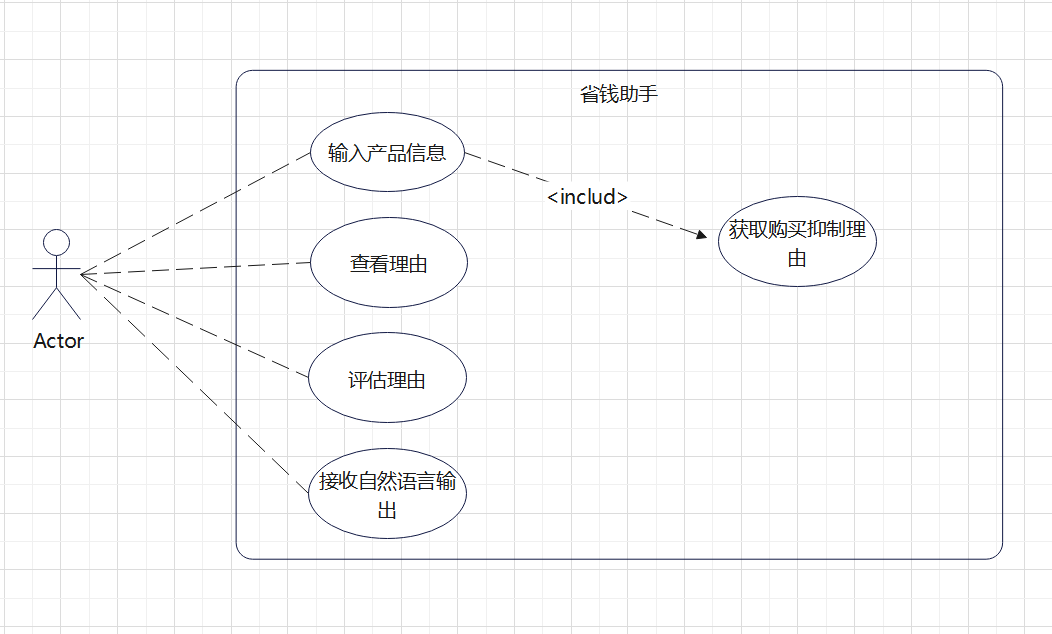 省钱助手
输入产品信息
<includ>
获取购买抑制理
由
查看理由
Actor
评估理由
接收自然语言输
出